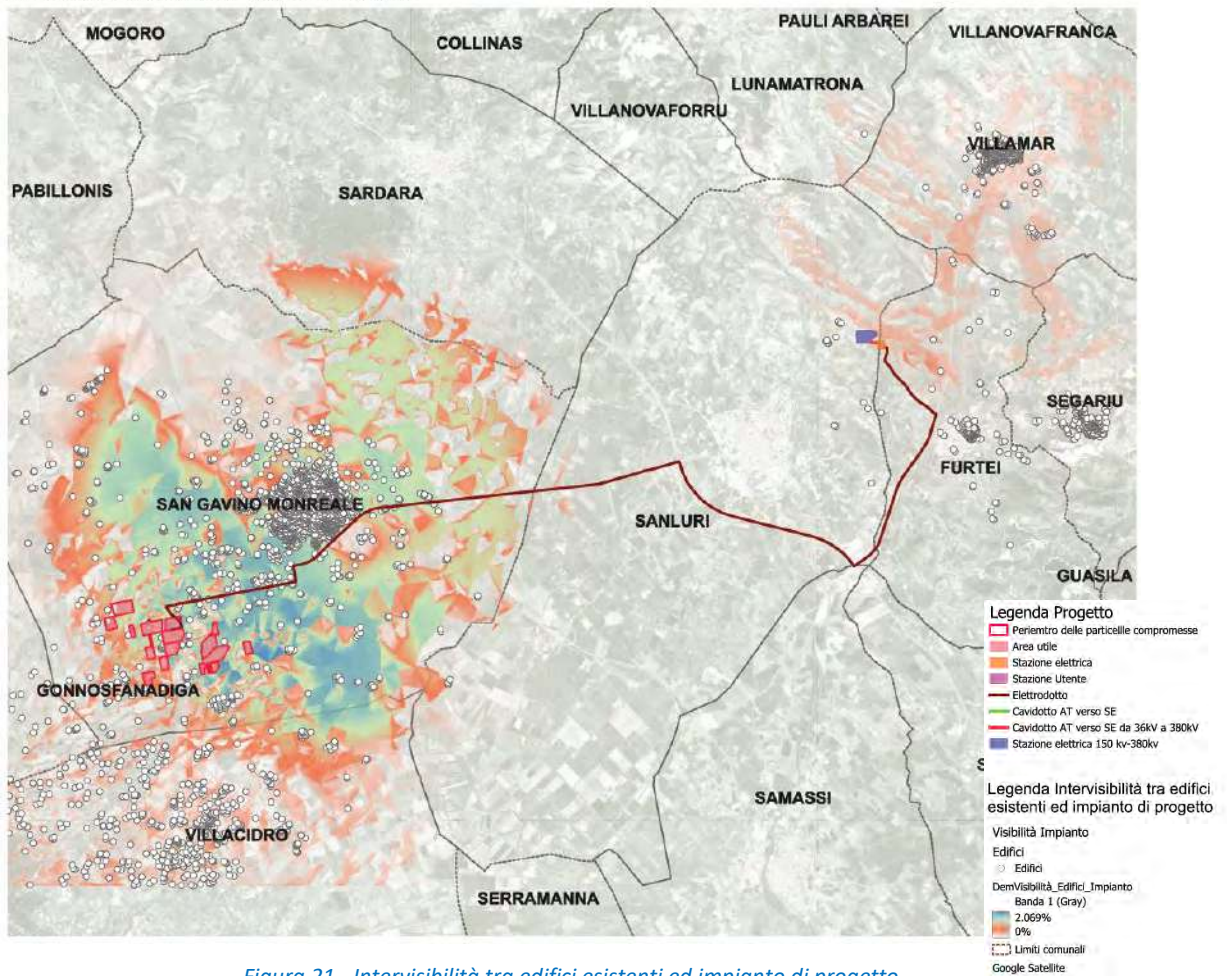 MOGORO
COLLINAS
PAULI ARBAREI
VILLANOVAFRANCA
LUNAMATRONA
VILLANOVAFORRU
VILLAMAR
PABILLONIS
SARDARA
SEGARIU
FURTEI
SAN GAVINO MONREALE
SANLURI
GUASILA
GONNOSFANADIGA
SAMASSI
VILLACIDRO
SERRAMANNA
S
Legenda Progetto
Periemtro delle particellle compromesse
Area utile
Stazione elettrica
Stazione Utente
Elettrodotto
Cavidotto AT verso SE
Cavidotto AT verso SE da 36kV a 380kV
Stazione elettrica 150 kv-380kv
Legenda Intervisibilità tra edifici
esistenti ed impianto di progetto
Visibilità Impianto
Edifici
Edifici
DemVisibilità_Edifici_Impianto
Banda 1 (Gray)
2.069%
0%
Limiti comunali
Google Satellite
Figura 21 - Intervisibilità tra edifici esistenti ed impianto di progetto